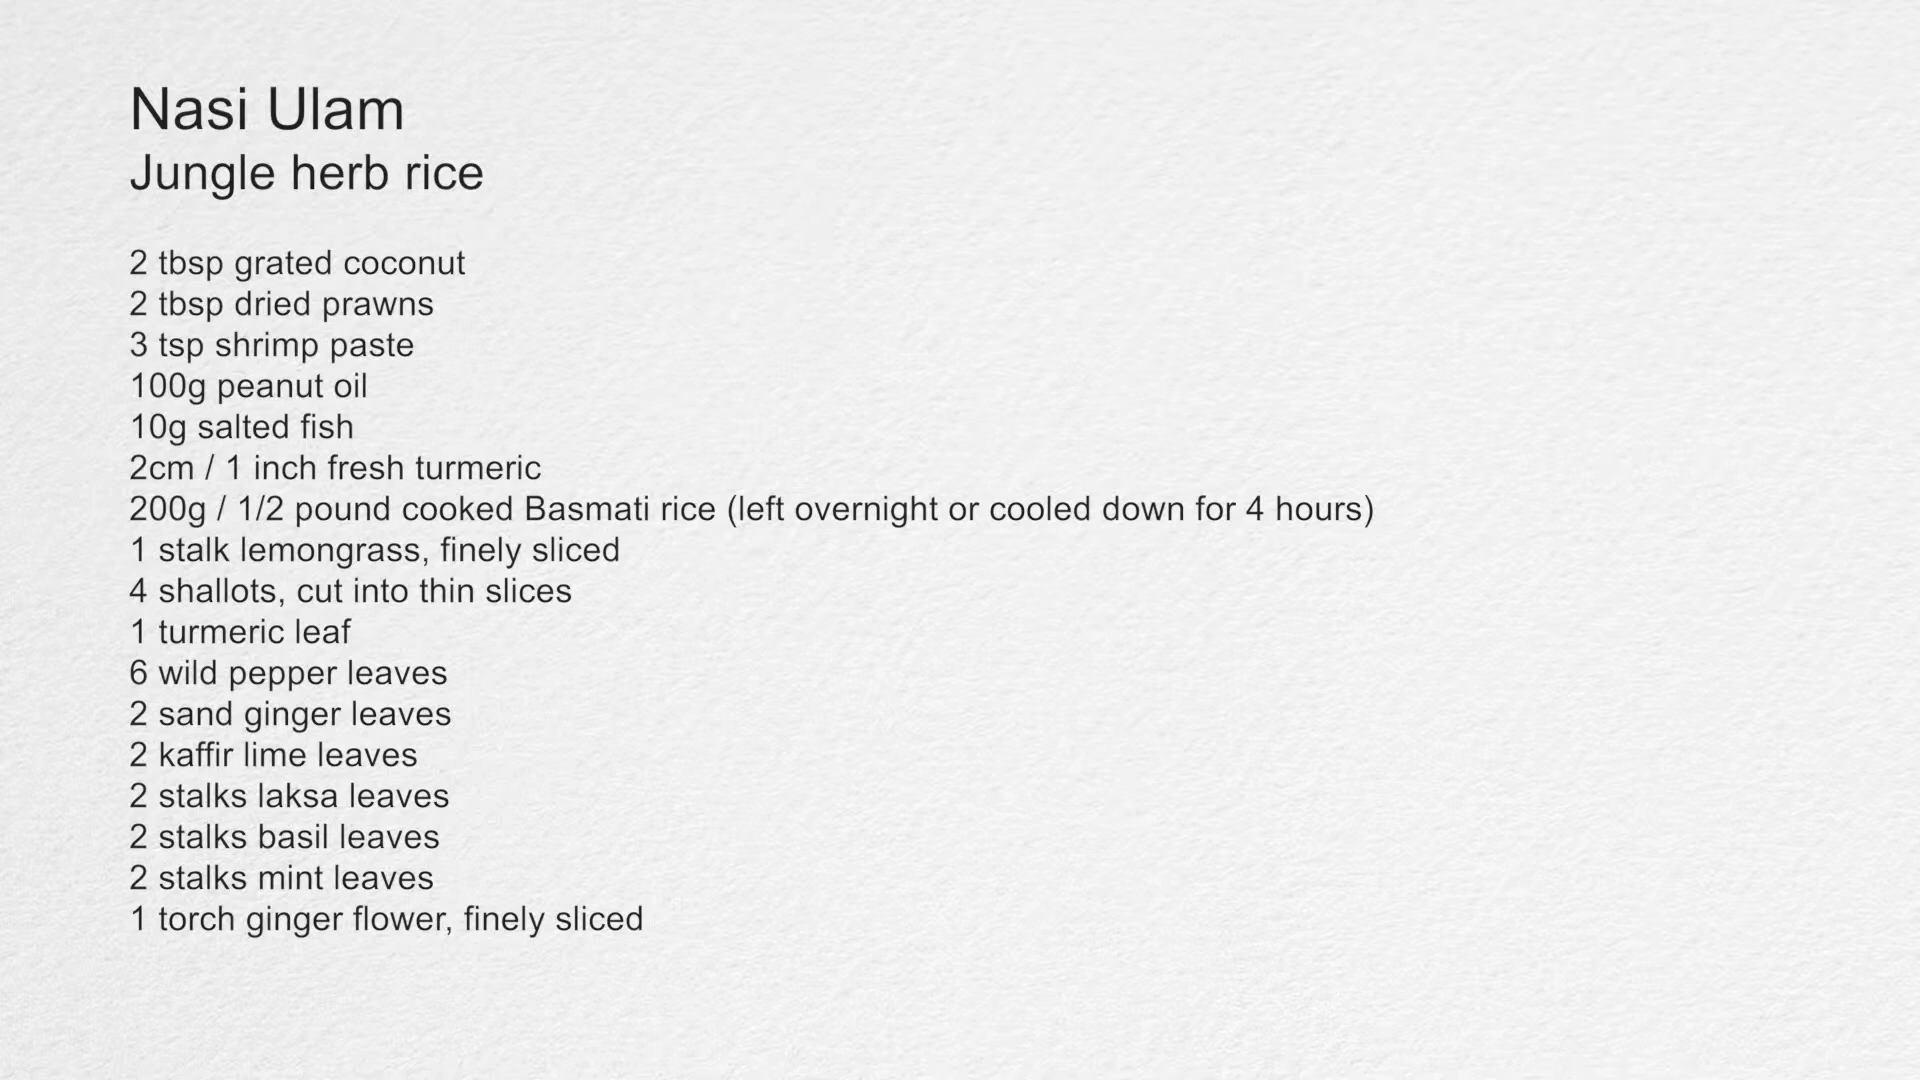 Nasi Ulam
Jungle herb rice
2 tbsp grated coconut
2 tbsp dried prawns
3 tsp shrimp paste
100g peanut oil
10g salted fish
2cm / 1 inch fresh turmeric
200g / 1/2 pound cooked Basmati rice (left overnight or cooled down for 4 hours)
1 stalk lemongrass, finely sliced
4 shallots, cut into thin slices
1 turmeric leaf
6 wild pepper leaves
2 sand ginger leaves
2 kaffir lime leaves
2 stalks laksa leaves
2 stalks basil leaves
2 stalks mint leaves
1 torch ginger flower, finely sliced